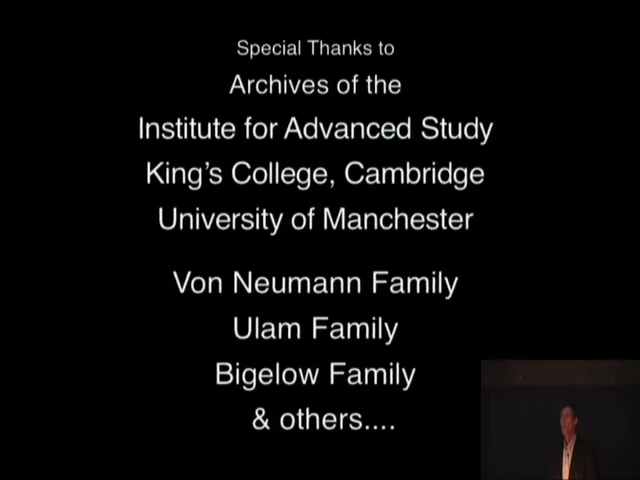 Special Thanks to
Archives of the
Institute for Advanced Study
King's College, Cambridge
University of Manchester
Von Neumann Family
Ulam Family
Bigelow Family
& others....